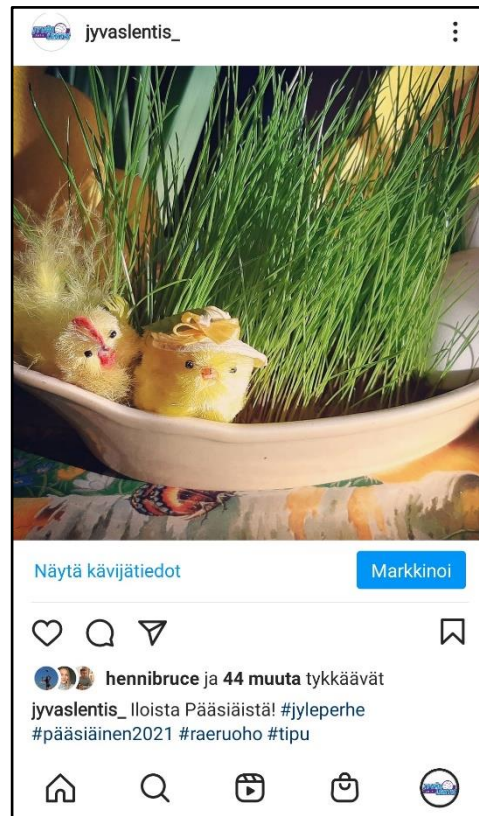 jyvaslentis_
Näytä kävijätiedot
Markkinoi
hennibruce ja 44 muuta tykkäävät
jyvaslentis_ Iloista Pääsiäistä! #jyleperhe
#pääsiäinen2021 #raeruoho #tipu